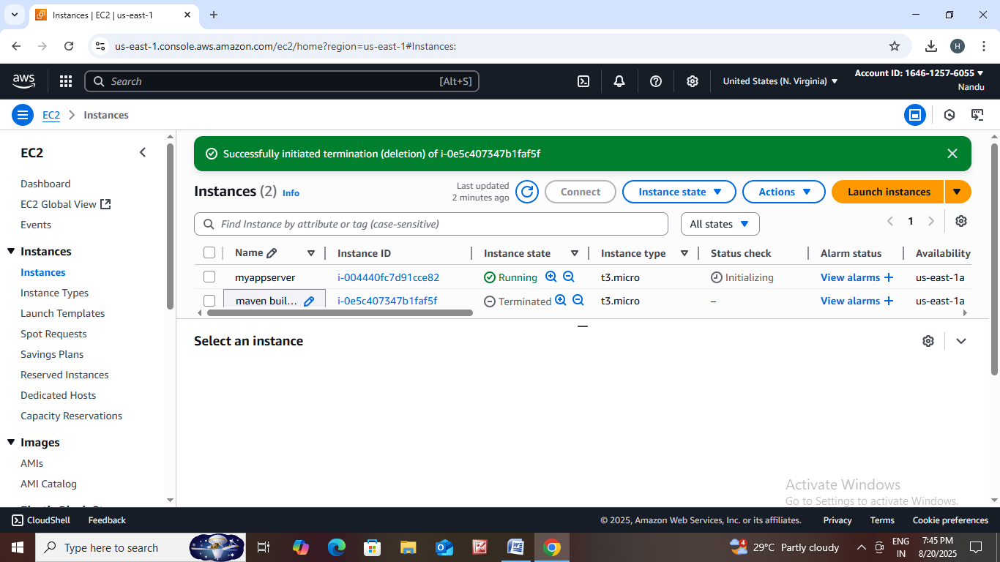 Instances | EC2 | us-east-1
us-east-1.console.aws.amazon.com/ec2/home?region=us-east-1#Instances:
H
aws
Search
[Alt+S]
United States (N. Virginia)
Account ID: 1646-1257-6055
Nandu
EC2
Instances
EC2
Dashboard
EC2 Global View
Events
Instances
Instances
Instance Types
Launch Templates
Spot Requests
Savings Plans
Reserved Instances
Dedicated Hosts
Capacity Reservations
Images
AMIs
AMI Catalog
Successfully initiated termination (deletion) of i-0e5c407347b1faf5f
Instances (2) Info
Last updated
2 minutes ago
Connect
Instance state
Actions
Launch instances
Find Instance by attribute or tag (case-sensitive)
All states
1
Name Instance ID Instance state Instance type Status check Alarm status Availability
myappserver i-004440fc7d91cce82 Running t3.micro Initializing View alarms + us-east-1a
maven buil... i-0e5c407347b1faf5f Terminated t3.micro – View alarms + us-east-1a
Select an instance
Activate Windows
Go to Settings to activate Windows.
CloudShell
Feedback
© 2025, Amazon Web Services, Inc. or its affiliates.
Privacy
Terms
Cookie preferences
Type here to search
4
29°C Partly cloudy
ENG
IN
7:45 PM
8/20/2025